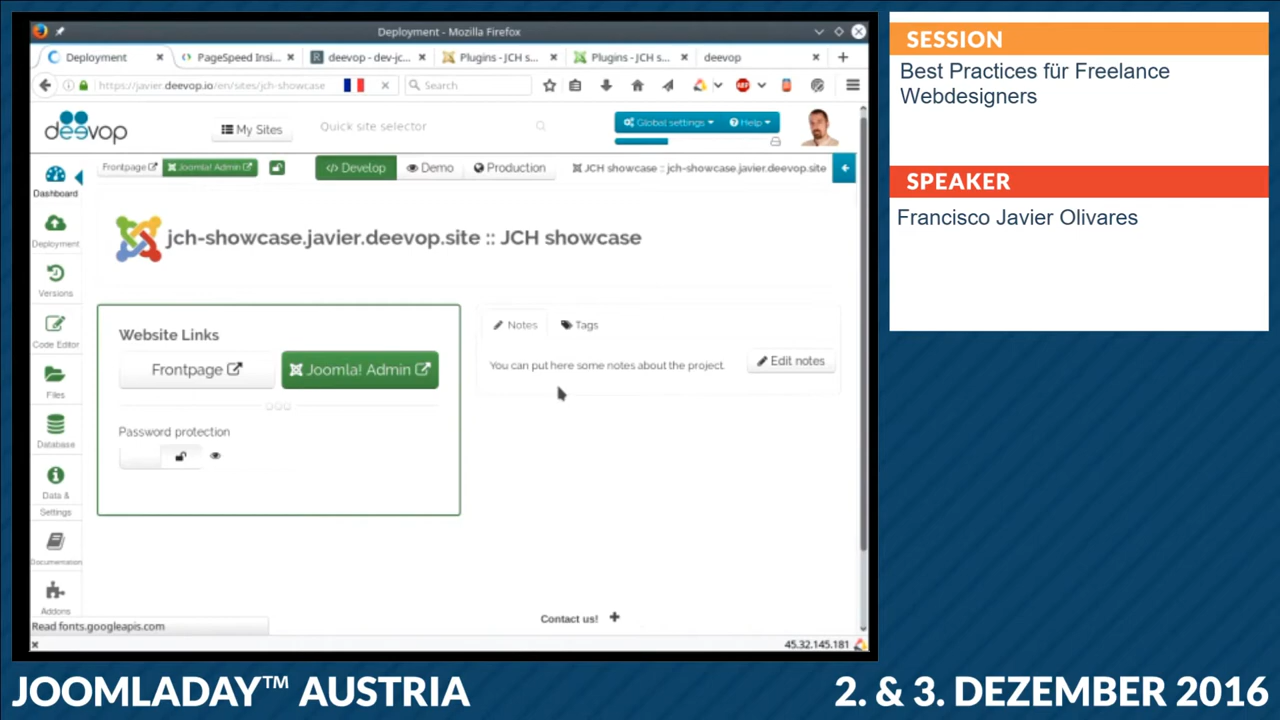 Deployment - Mozilla Firefox
Deployment
PageSpeed Insi...
deevop - dev-jc...
Plugins - JCH s...
Plugins - JCH s...
deevop
https://javier.deevop.io/en/sites/jch-showcase
Search
ABP
deevop
My Sites
Quick site selector
Global settings
Help
Frontpage
Joomla! Admin
</> Develop
Demo
Production
JCH showcase :: jch-showcase.javier.deevop.site
Dashboard
Deployment
Versions
Code Editor
Files
Database
Data &
Settings
Documentation
Addons
jch-showcase.javier.deevop.site :: JCH showcase
Website Links
Frontpage
Joomla! Admin
Password protection
Notes
Tags
You can put here some notes about the project.
Edit notes
Contact us! +
Read fonts.googleapis.com
45.32.145.181
SESSION
Best Practices für Freelance
Webdesigners
SPEAKER
Francisco Javier Olivares
JOOMLADAY™ AUSTRIA
2. & 3. DEZEMBER 2016